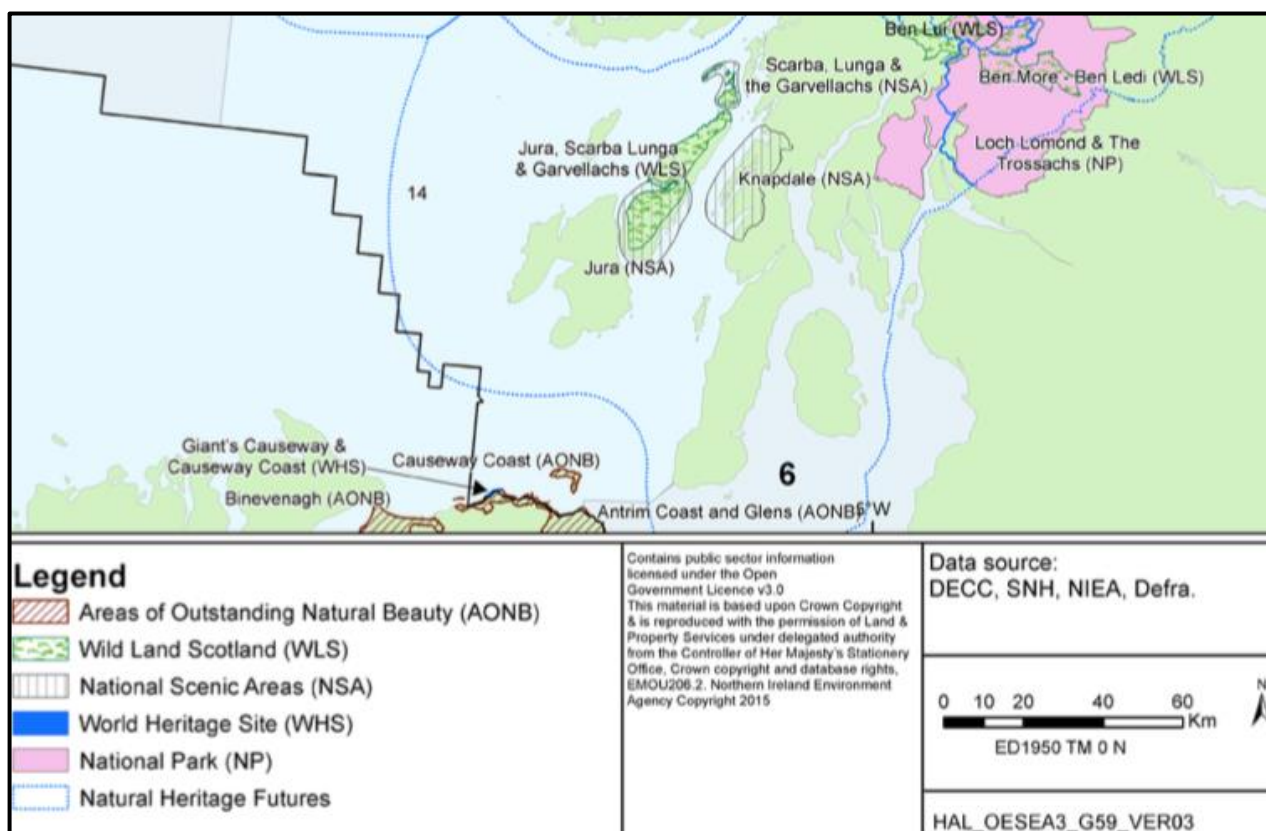 Ben Lui (WLS)
Scarba, Lunga &
the Garvellachs (NSA)
Ben More - Ben Ledi (WLS)
Jura, Scarba Lunga
& Garvellachs (WLS)
Loch Lomond & The
Trossachs (NP)
Knapdale (NSA)
14
Jura (NSA)
Giant's Causeway &
Causeway Coast (WHS)
Causeway Coast (AONB)
6
Binevenagh (AONB)
Antrim Coast and Glens (AONB)
°W
Legend
Areas of Outstanding Natural Beauty (AONB)
Wild Land Scotland (WLS)
National Scenic Areas (NSA)
World Heritage Site (WHS)
National Park (NP)
Natural Heritage Futures
Contains public sector information
licensed under the Open
Government Licence v3.0
This material is based upon Crown Copyright
& is reproduced with the permission of Land &
Property Services under delegated authority
from the Controller of Her Majesty's Stationery
Office, Crown copyright and database rights,
EMOU206.2. Northern Ireland Environment
Agency Copyright 2015
Data source:
DECC, SNH, NIEA, Defra.
0 10 20 40 60
Km
ED1950 TM 0 N
N
HAL_OESEA3_G59_VER03